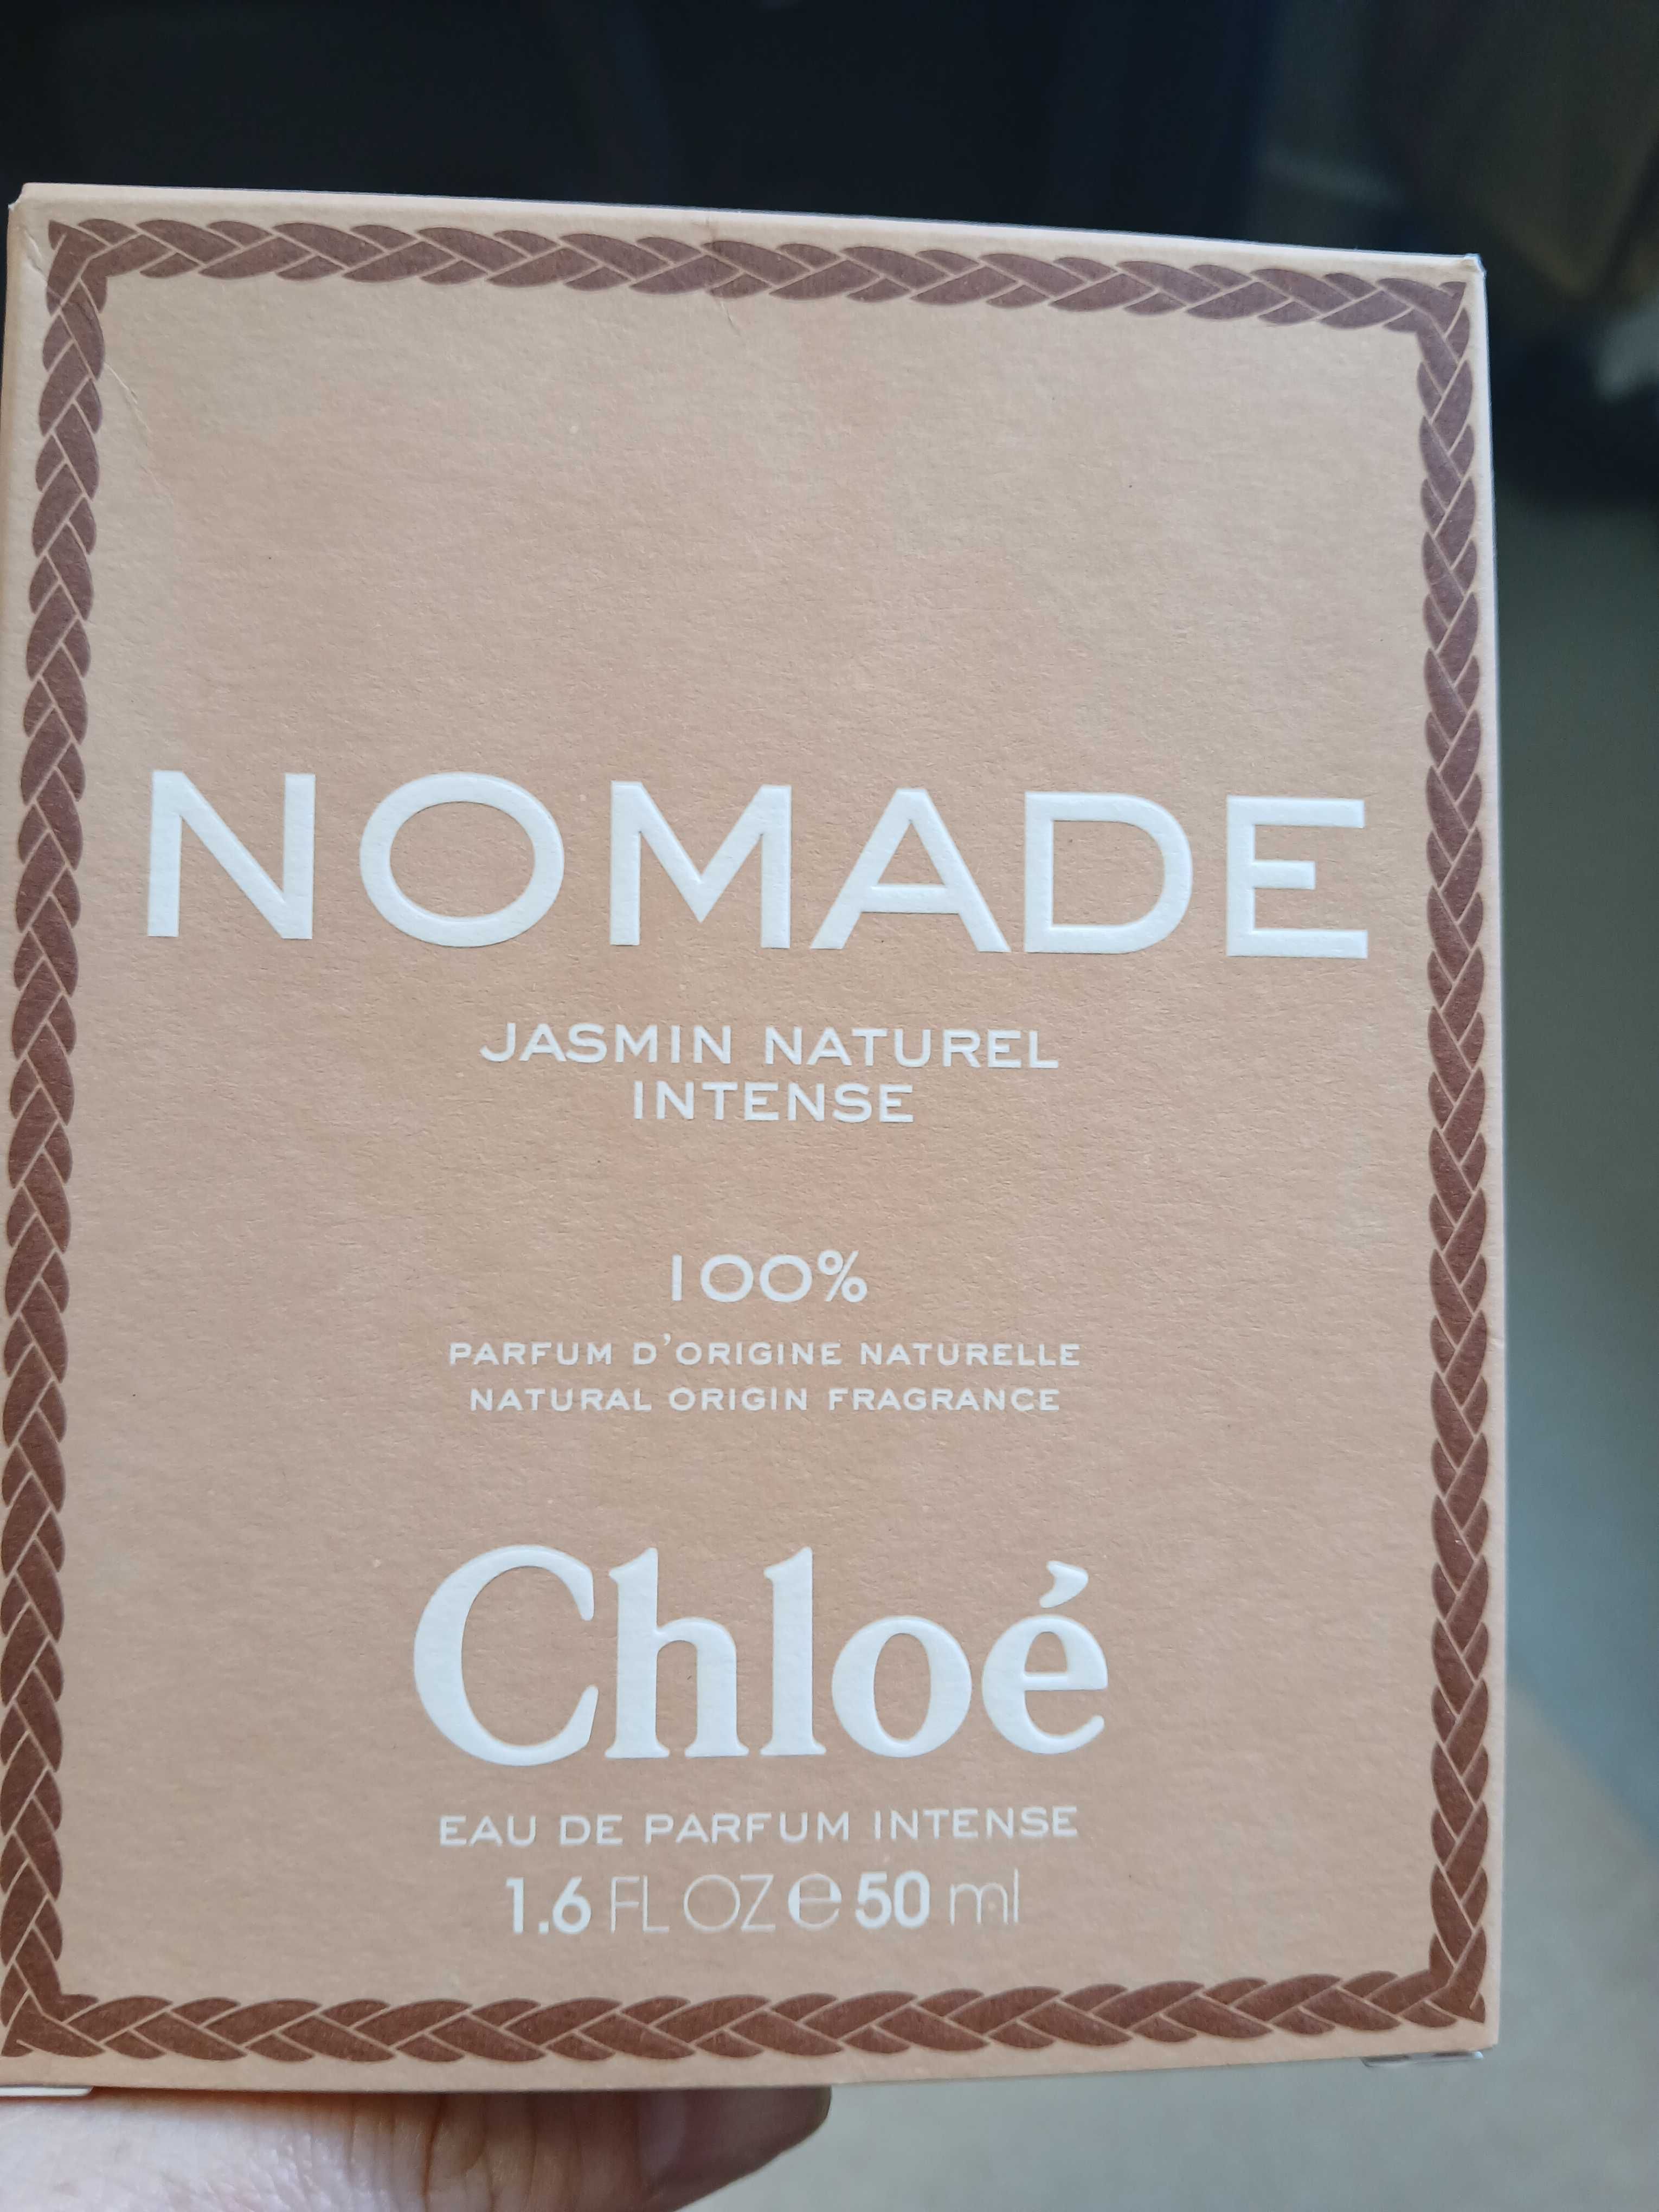 NOMADE
JASMIN NATUREL
INTENSE
100%
PARFUM D'ORIGINE NATURELLE
NATURAL ORIGIN FRAGRANCE
Chloé
EAU DE PARFUM INTENSE
1.6 FL OZ e 50 ml